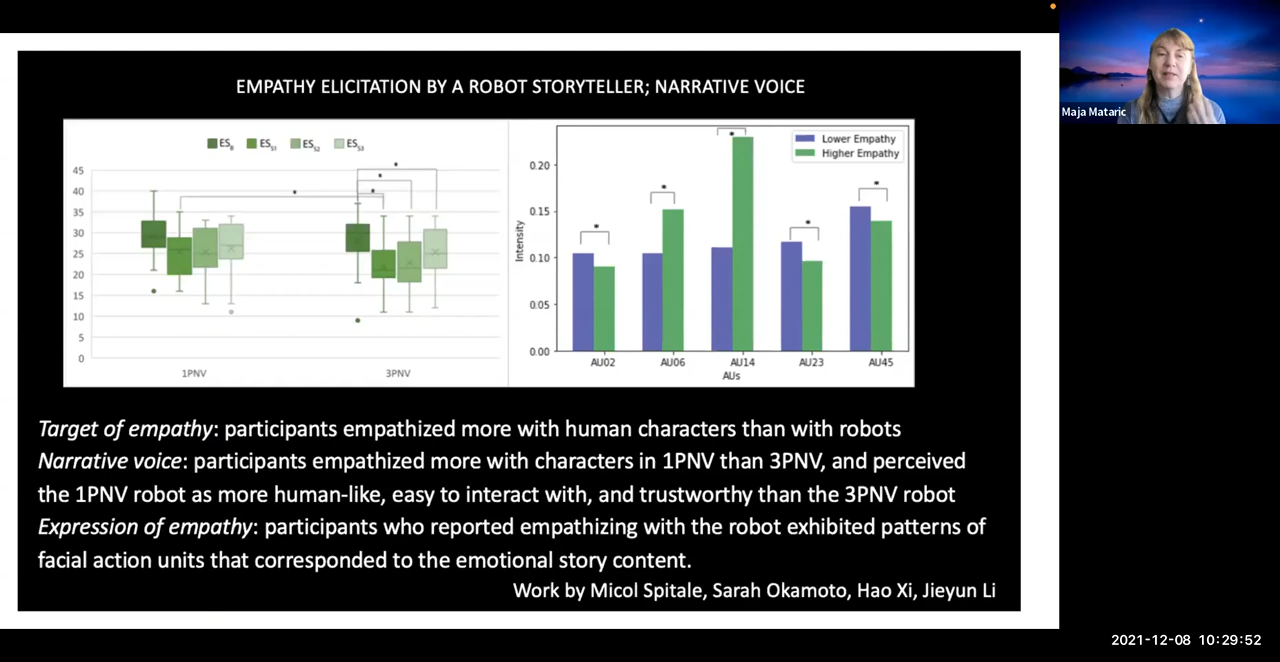 Maja Mataric
EMPATHY ELICITATION BY A ROBOT STORYTELLER; NARRATIVE VOICE
ES_B ES_S1 ES_S2 ES_S3
45
40
35
30
25
20
15
10
5
0
1PNV 3PNV
Lower Empathy
Higher Empathy
Intensity
0.20
0.15
0.10
0.05
0.00
AU02 AU06 AU14 AU23 AU45
AUs
Target of empathy: participants empathized more with human characters than with robots
Narrative voice: participants empathized more with characters in 1PNV than 3PNV, and perceived
the 1PNV robot as more human-like, easy to interact with, and trustworthy than the 3PNV robot
Expression of empathy: participants who reported empathizing with the robot exhibited patterns of
facial action units that corresponded to the emotional story content.
Work by Micol Spitale, Sarah Okamoto, Hao Xi, Jieyun Li
2021-12-08 10:29:52